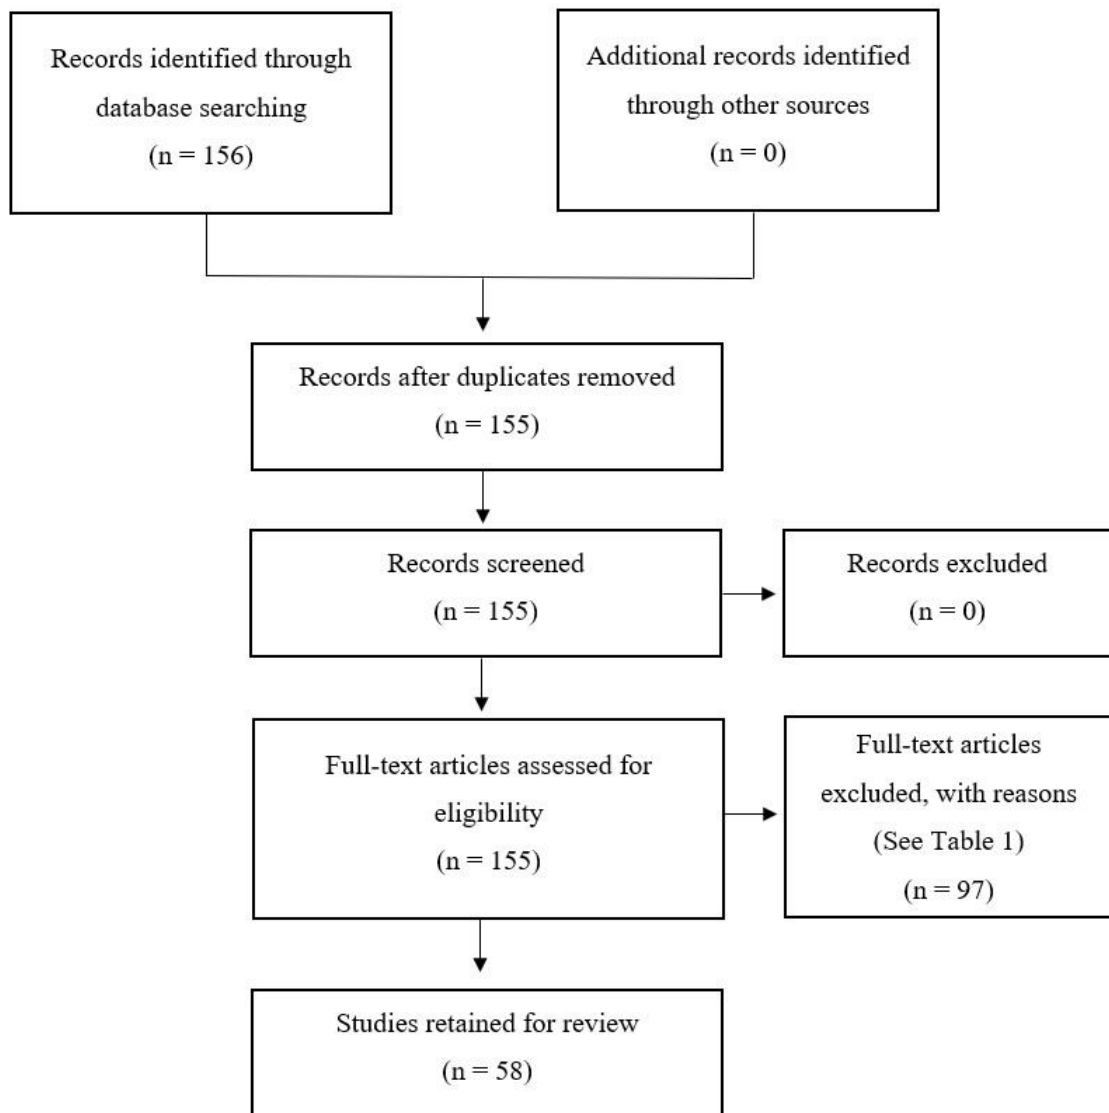 Records identified through
database searching
(n = 156)
Additional records identified
through other sources
(n = 0)
Records after duplicates removed
(n = 155)
Records screened
(n = 155)
Records excluded
(n = 0)
Full-text articles assessed for
eligibility
(n = 155)
Full-text articles
excluded, with reasons
(See Table 1)
(n = 97)
Studies retained for review
(n = 58)